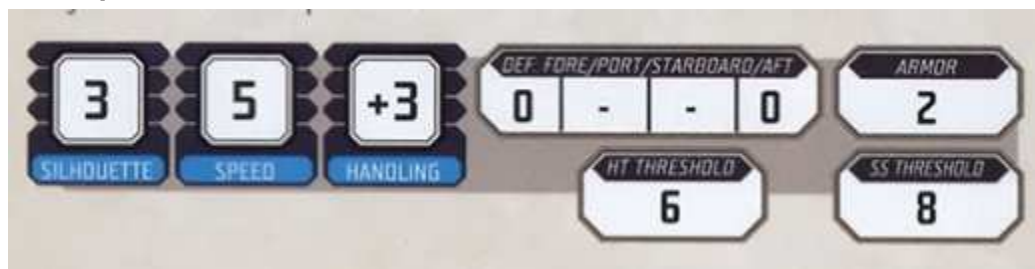 3 5 +3 DEF. FORE/PORT/STARBOARD/AFT ARMOR
0 - - 0 2
SILHOUETTE SPEED HANDLING HT THRESHOLD SS THRESHOLD
6 8